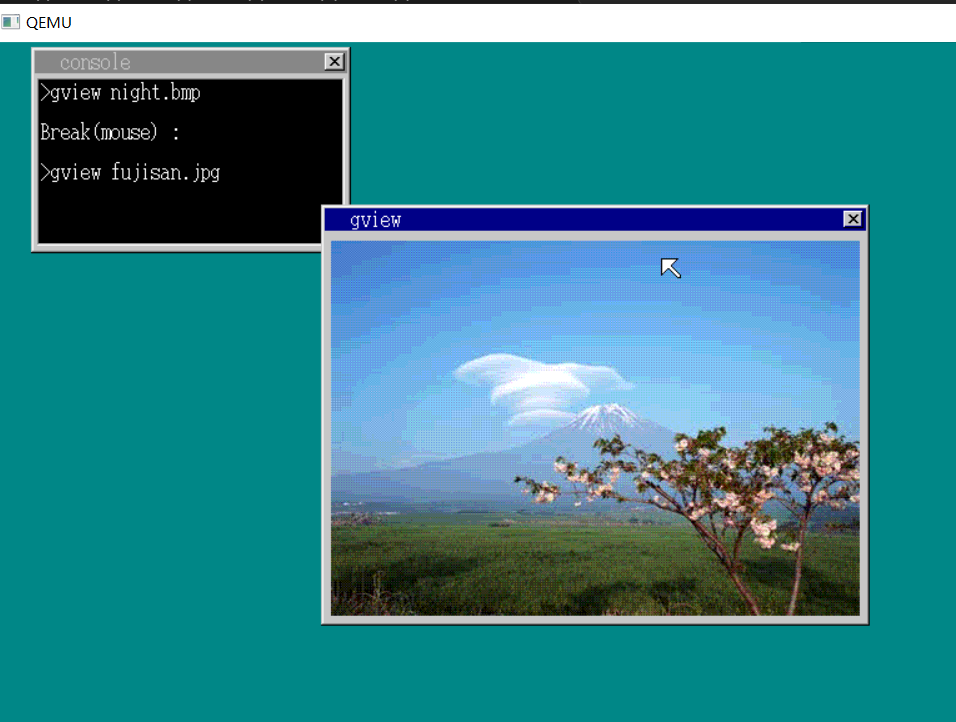 QEMU
console
>gview night.bmp
Break(mouse) :
>gview fujisan.jpg
gview